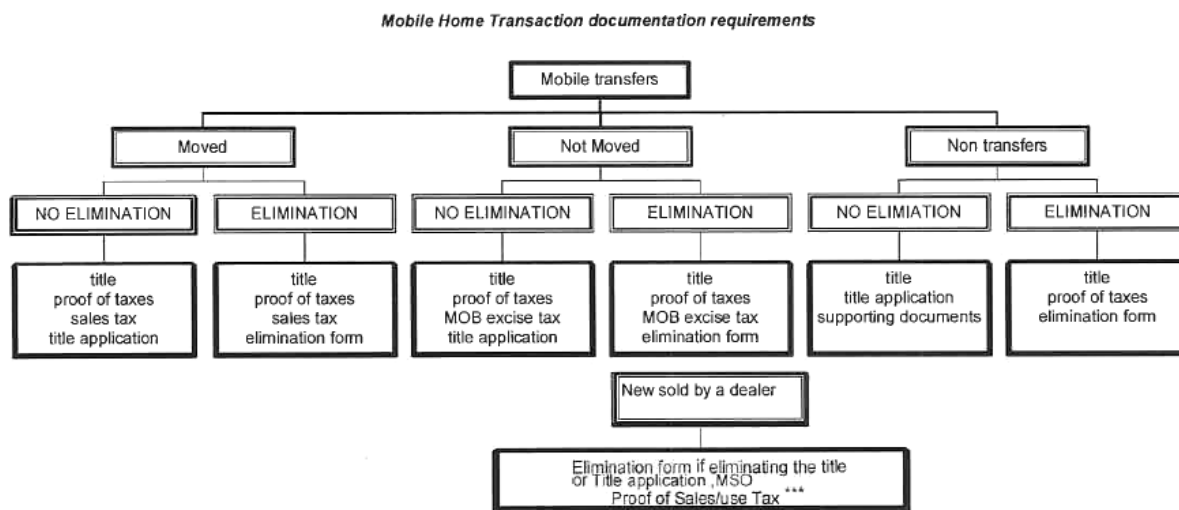 Mobile Home Transaction documentation requirements
Mobile transfers
Moved
Not Moved
Non transfers
NO ELIMINATION
ELIMINATION
NO ELIMINATION
ELIMINATION
NO ELIMIATION
ELIMINATION
title
proof of taxes
sales tax
title application
title
proof of taxes
sales tax
elimination form
title
proof of taxes
MOB excise tax
title application
title
proof of taxes
MOB excise tax
elimination form
title
title application
supporting documents
title
proof of taxes
elimination form
New sold by a dealer
Elimination form if eliminating the title
or Title application ,MSO
Proof of Sales/use Tax ***